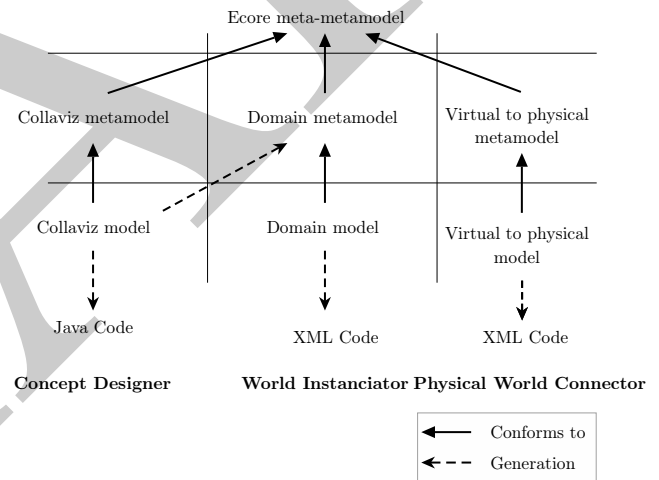 Ecore meta-metamodel
Collaviz metamodel
Domain metamodel
Virtual to physical
metamodel
Collaviz model
Domain model
Virtual to physical
model
Java Code
XML Code
XML Code
Concept Designer
World Instanciator
Physical World Connector
Conforms to
Generation